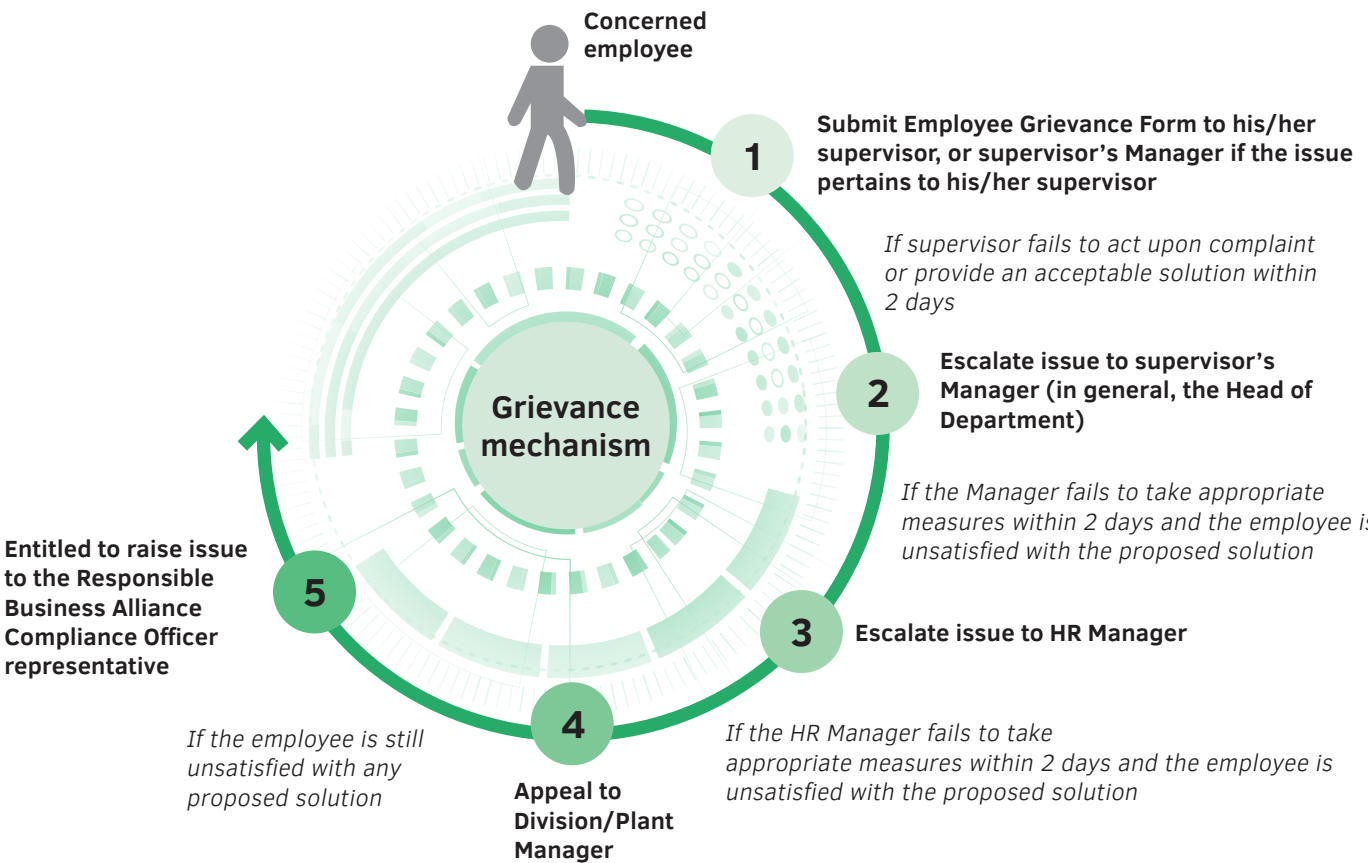 Concerned
employee
1
Submit Employee Grievance Form to his/her
supervisor, or supervisor's Manager if the issue
pertains to his/her supervisor
If supervisor fails to act upon complaint
or provide an acceptable solution within
2 days
2
Escalate issue to supervisor's
Manager (in general, the Head of
Department)
Grievance
mechanism
If the Manager fails to take appropriate
measures within 2 days and the employee is
unsatisfied with the proposed solution
3
Escalate issue to HR Manager
If the HR Manager fails to take
appropriate measures within 2 days and the employee is
unsatisfied with the proposed solution
4
Appeal to
Division/Plant
Manager
If the employee is still
unsatisfied with any
proposed solution
5
Entitled to raise issue
to the Responsible
Business Alliance
Compliance Officer
representative